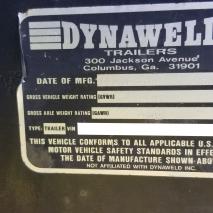 DYNAWELD
TRAILERS
300 Jackson Avenue
Columbus, Ga. 31901
DATE OF MFG.
GROSS VEHICLE WEIGHT RATING (GVWR)
GROSS AXLE WEIGHT RATING (GAWR)
TYPE: TRAILER VIN
THIS VEHICLE CONFORMS TO ALL APPLICABLE U.S.
MOTOR VEHICLE SAFETY STANDARDS IN EFFE
THE DATE OF MANUFACTURE SHOWN ABO
NOT AFFILIATED WITH DYNAWELD INC.